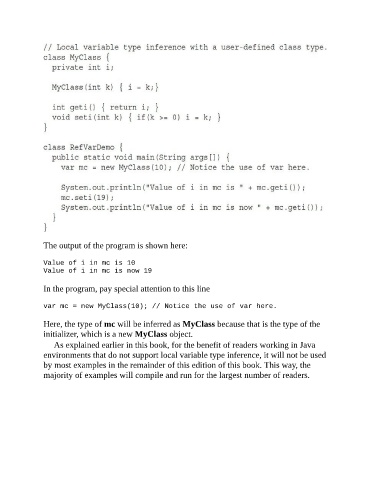 // Local variable type inference with a user-defined class type.
class MyClass {
  private int i;

  MyClass(int k) { i = k;}

  int geti() { return i; }
  void seti(int k) { if(k >= 0) i = k; }
}

class RefVarDemo {
  public static void main(String args[]) {
    var mc = new MyClass(10); // Notice the use of var here.

    System.out.println("Value of i in mc is " + mc.geti());
    mc.seti(19);
    System.out.println("Value of i in mc is now " + mc.geti());
  }
}
The output of the program is shown here:
Value of i in mc is 10
Value of i in mc is now 19
In the program, pay special attention to this line
var mc = new MyClass(10); // Notice the use of var here.
Here, the type of mc will be inferred as MyClass because that is the type of the
initializer, which is a new MyClass object.
As explained earlier in this book, for the benefit of readers working in Java
environments that do not support local variable type inference, it will not be used
by most examples in the remainder of this edition of this book. This way, the
majority of examples will compile and run for the largest number of readers.